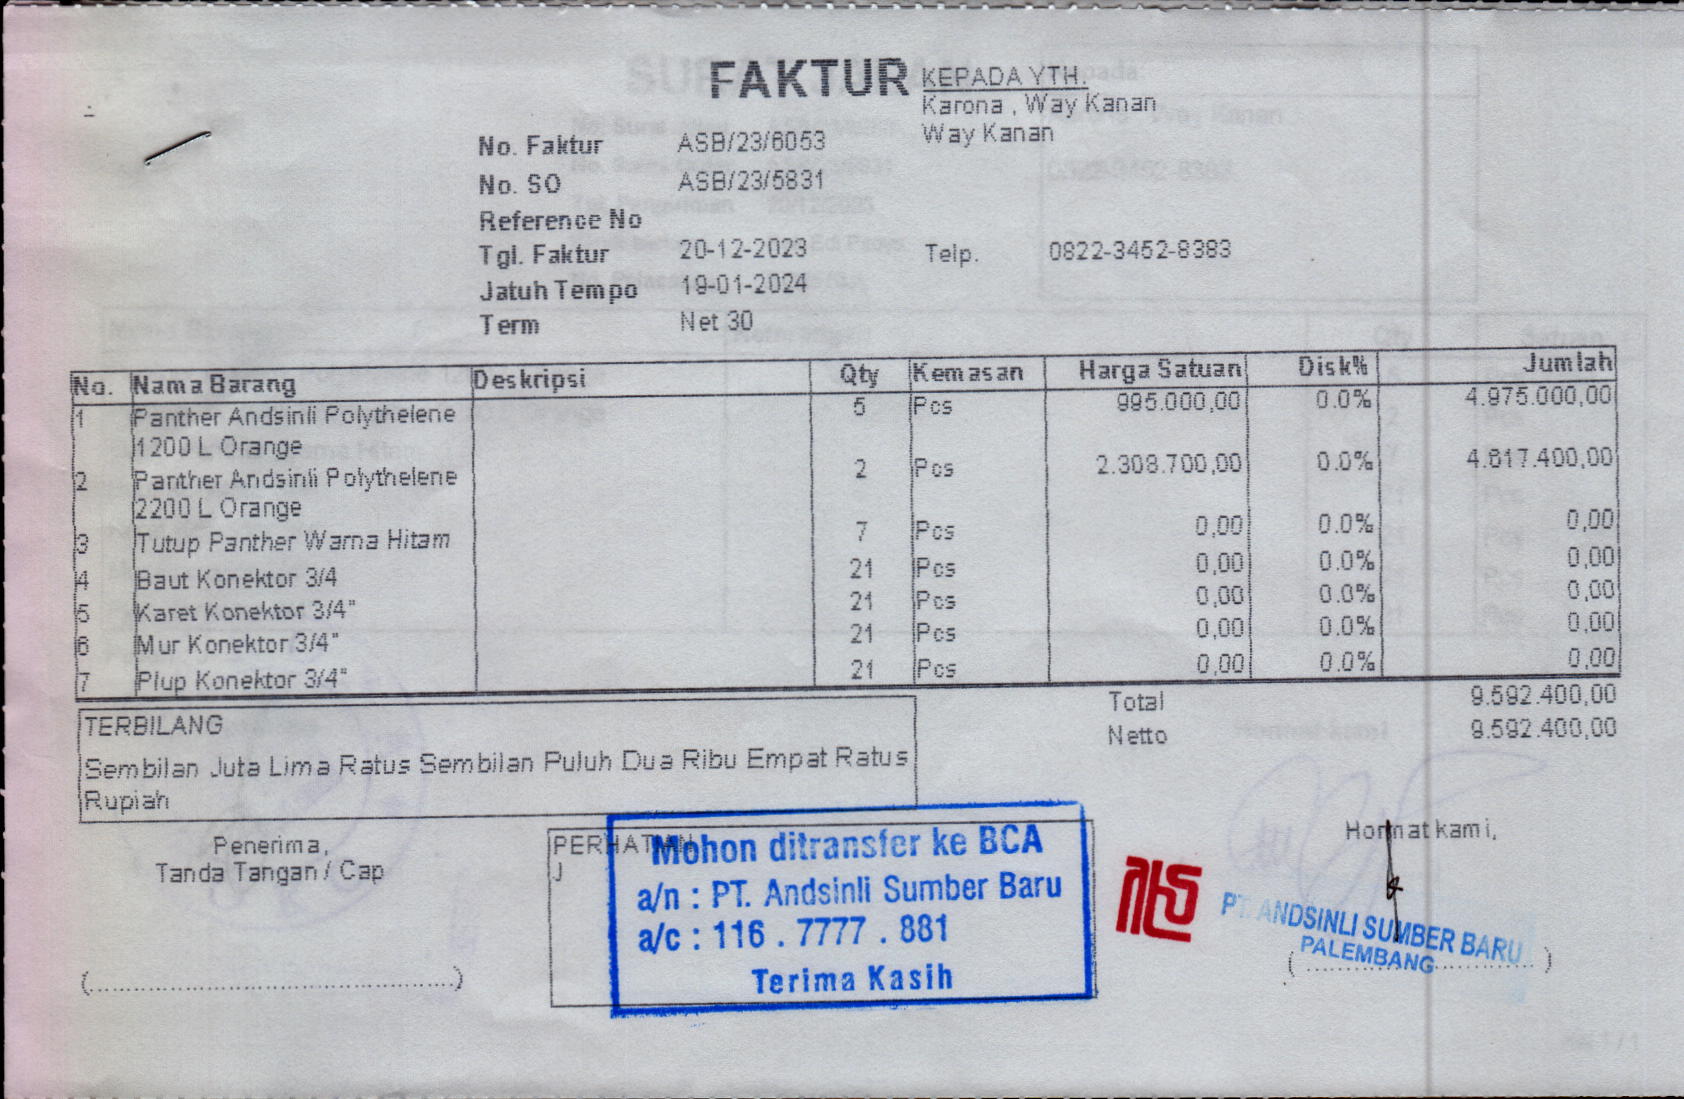 FAKTUR
KEPADA YTH.
Karona , Way Kanan
Way Kanan
No. Faktur ASB/23/6053
No. SO ASB/23/5831
Reference No
Tgl. Faktur 20-12-2023 Telp. 0822-3452-8383
Jatuh Tempo 19-01-2024
Term Net 30
No. Nama Barang Deskripsi Qty Kemasan Harga Satuan Disk% Jumlah
1 Panther Andsinli Polythelene 5 Pcs 995.000,00 0.0% 4.975.000,00
1200 L Orange
2 Panther Andsinli Polythelene 2 Pcs 2.308.700,00 0.0% 4.617.400,00
2200 L Orange
3 Tutup Panther Warna Hitam 7 Pcs 0,00 0.0% 0,00
4 Baut Konektor 3/4 21 Pcs 0,00 0.0% 0,00
5 Karet Konektor 3/4" 21 Pcs 0,00 0.0% 0,00
6 Mur Konektor 3/4" 21 Pcs 0,00 0.0% 0,00
7 Plup Konektor 3/4" 21 Pcs 0,00 0.0% 0,00
Total 9.592.400,00
Netto 9.592.400,00
TERBILANG
Sembilan Juta Lima Ratus Sembilan Puluh Dua Ribu Empat Ratus
Rupiah
Penerima,
Tanda Tangan / Cap
(..........................................)
PERHATIAN
J
Mohon ditransfer ke BCA
a/n : PT. Andsinli Sumber Baru
a/c : 116 . 7777 . 881
Terima Kasih
Hormat kami,
PT. ANDSINLI SUMBER BARU
PALEMBANG
(..........................)